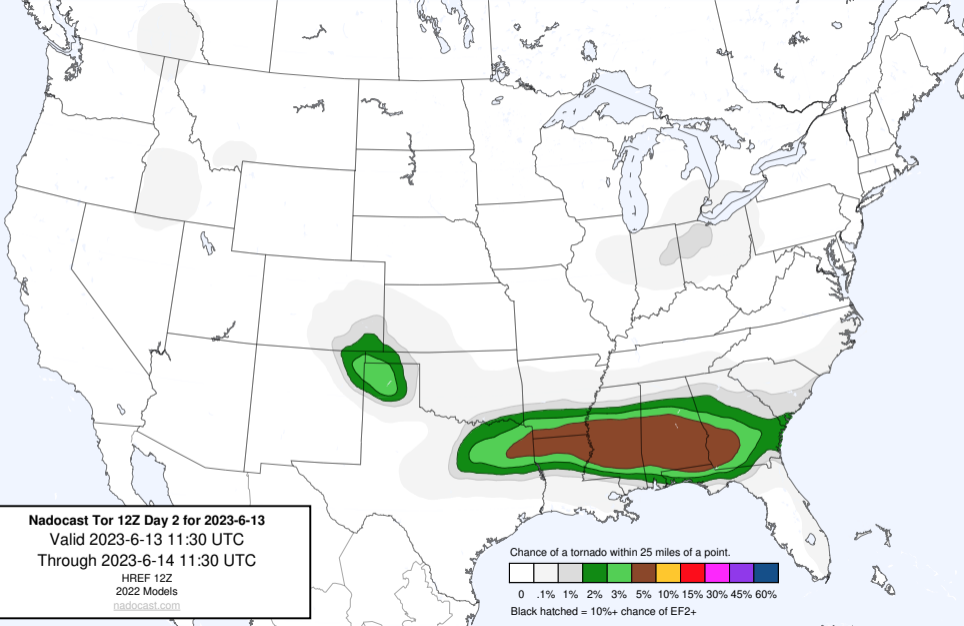 Nadocast Tor 12Z Day 2 for 2023-6-13
Valid 2023-6-13 11:30 UTC
Through 2023-6-14 11:30 UTC
HREF 12Z
2022 Models
nadocast.com
Chance of a tornado within 25 miles of a point.
0 .1% 1% 2% 3% 5% 10% 15% 30% 45% 60%
Black hatched = 10%+ chance of EF2+